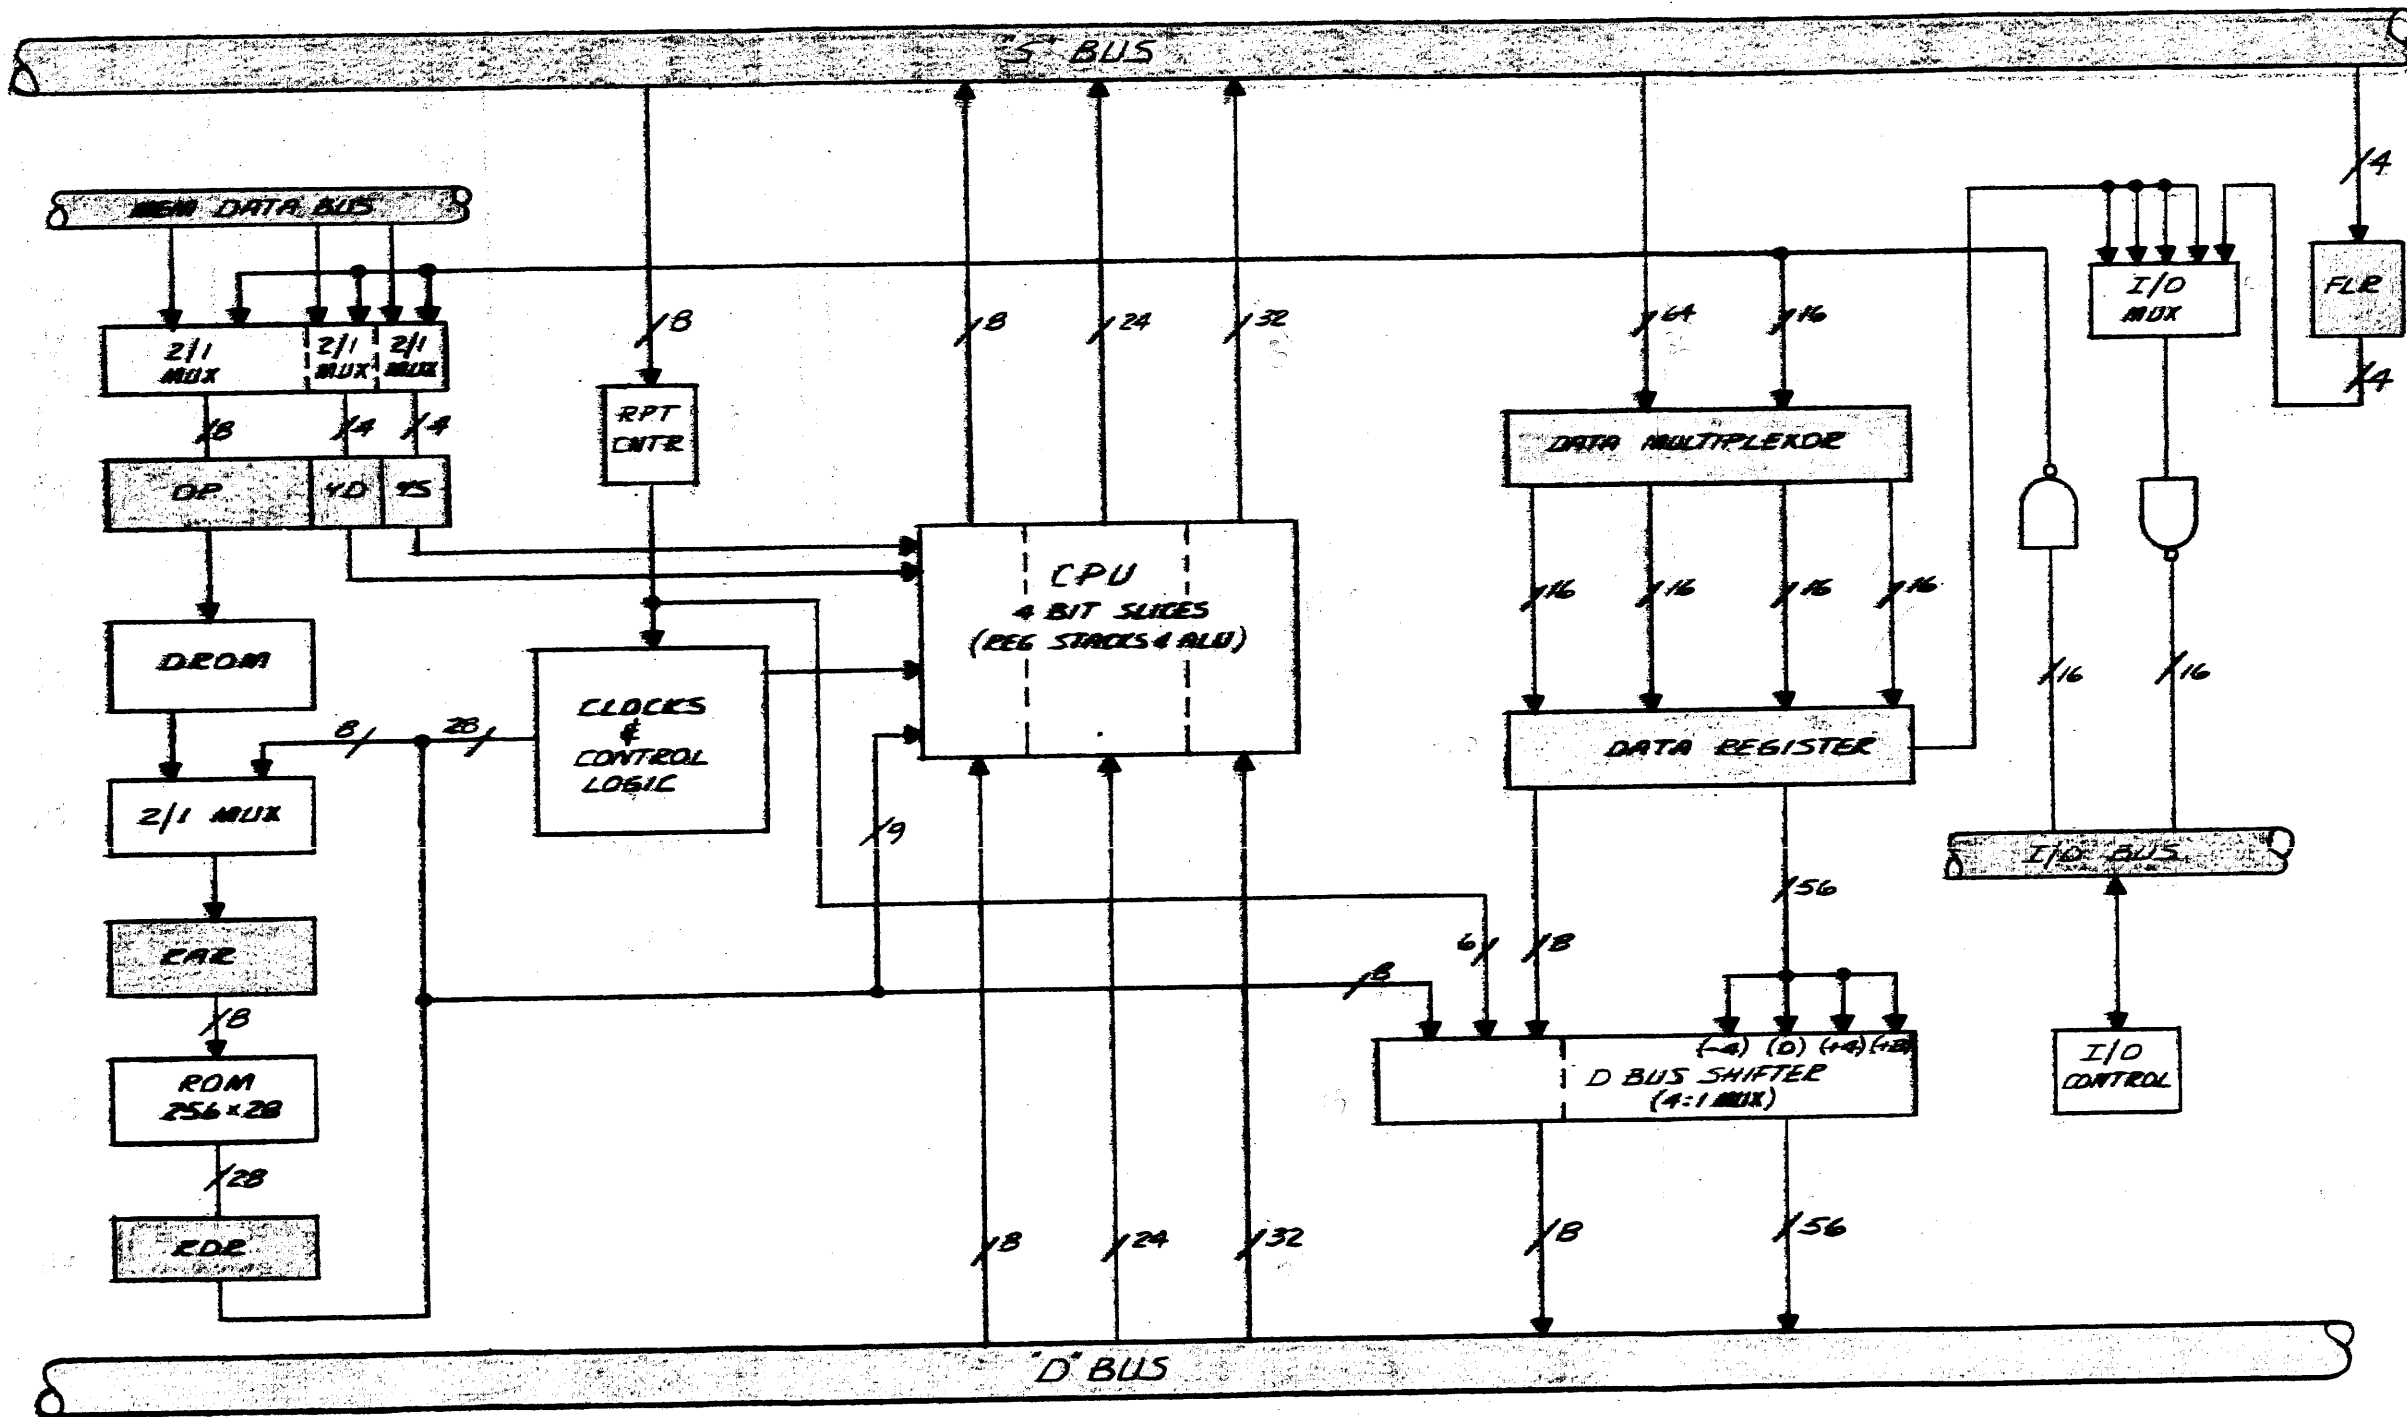 "S" BUS
MEM DATA BUS
4
I/O
MUX
FLR
8
8
24
32
64
16
2/1
MUX
2/1
MUX
2/1
MUX
4
8
4
4
RPT
CNTR
DATA MULTIPLEXOR
OP
YD
YS
CPU
4 BIT SLICES
(REG STACKS & ALU)
16
16
16
16
16
16
DROM
CLOCKS
&
CONTROL
LOGIC
8
28
DATA REGISTER
2/1 MUX
9
I/O BUS
56
6
8
8
RAR
8
ROM
256 x 28
(-4) (0) (+4) (+8)
D BUS SHIFTER
(4:1 MUX)
I/O
CONTROL
28
RDR
8
24
32
8
56
"D" BUS